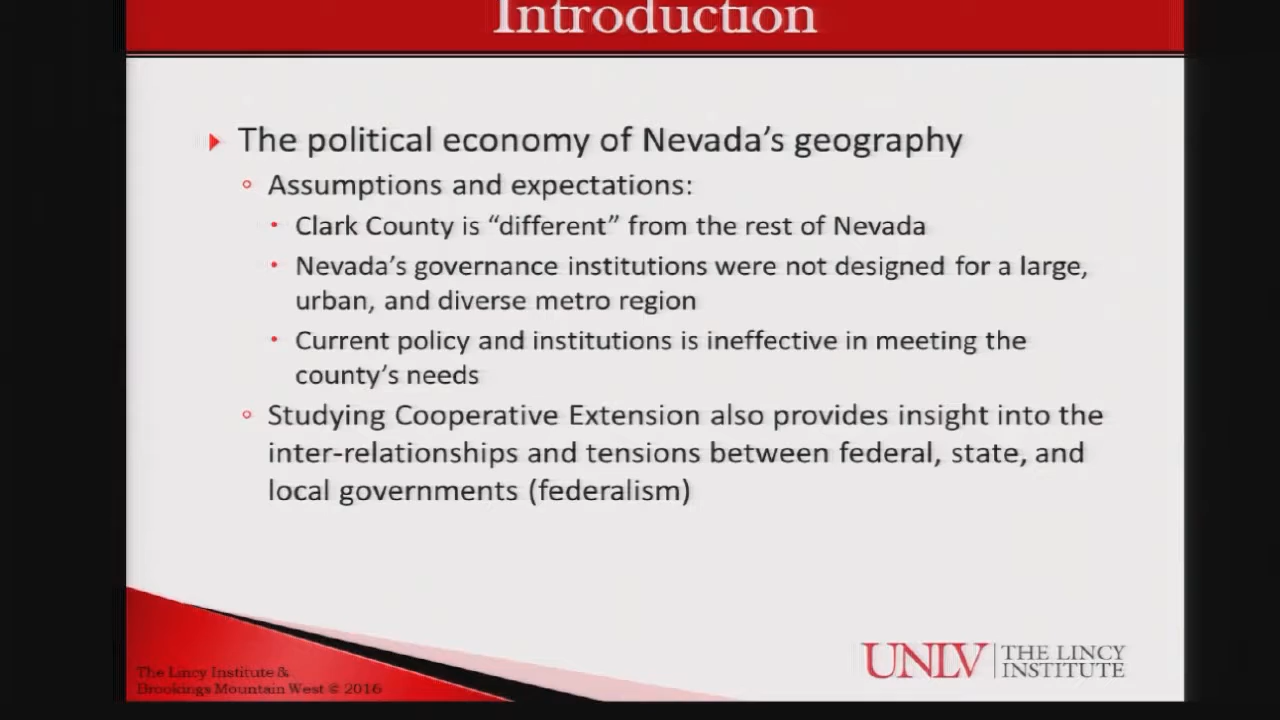 Introduction
The political economy of Nevada's geography
Assumptions and expectations:
Clark County is “different” from the rest of Nevada
Nevada's governance institutions were not designed for a large,
urban, and diverse metro region
Current policy and institutions is ineffective in meeting the
county's needs
Studying Cooperative Extension also provides insight into the
inter-relationships and tensions between federal, state, and
local governments (federalism)
The Lincy Institute &
Brookings Mountain West © 2016
UNLV THE LINCY
INSTITUTE